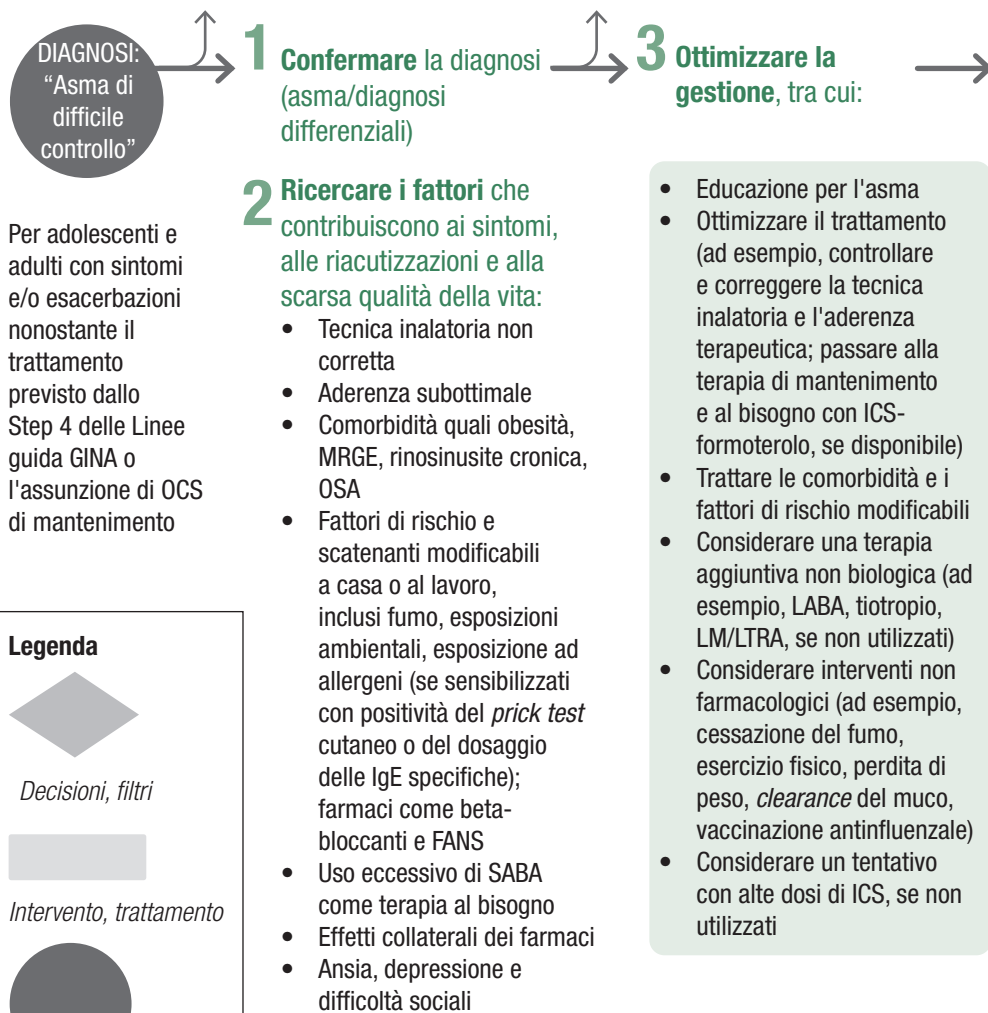 DIAGNOSI:
“Asma di
difficile
controllo”
Per adolescenti e
adulti con sintomi
e/o esacerbazioni
nonostante il
trattamento
previsto dallo
Step 4 delle Linee
guida GINA o
l'assunzione di OCS
di mantenimento
Legenda
Decisioni, filtri
Intervento, trattamento
1 Confermare la diagnosi
(asma/diagnosi
differenziali)
2 Ricercare i fattori che
contribuiscono ai sintomi,
alle riacutizzazioni e alla
scarsa qualità della vita:
• Tecnica inalatoria non
corretta
• Aderenza subottimale
• Comorbidità quali obesità,
MRGE, rinosinusite cronica,
OSA
• Fattori di rischio e
scatenanti modificabili
a casa o al lavoro,
inclusi fumo, esposizioni
ambientali, esposizione ad
allergeni (se sensibilizzati
con positività del prick test
cutaneo o del dosaggio
delle IgE specifiche);
farmaci come beta-
bloccanti e FANS
• Uso eccessivo di SABA
come terapia al bisogno
• Effetti collaterali dei farmaci
• Ansia, depressione e
difficoltà sociali
3 Ottimizzare la
gestione, tra cui:
• Educazione per l'asma
• Ottimizzare il trattamento
(ad esempio, controllare
e correggere la tecnica
inalatoria e l'aderenza
terapeutica; passare alla
terapia di mantenimento
e al bisogno con ICS-
formoterolo, se disponibile)
• Trattare le comorbidità e i
fattori di rischio modificabili
• Considerare una terapia
aggiuntiva non biologica (ad
esempio, LABA, tiotropio,
LM/LTRA, se non utilizzati)
• Considerare interventi non
farmacologici (ad esempio,
cessazione del fumo,
esercizio fisico, perdita di
peso, clearance del muco,
vaccinazione antinfluenzale)
• Considerare un tentativo
con alte dosi di ICS, se non
utilizzati